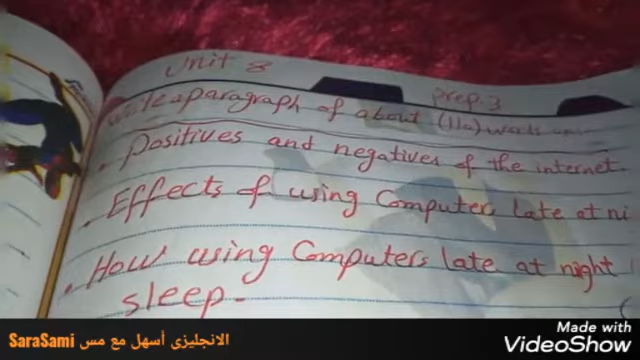 Unit 8
Prep.3
Write a paragraph of about (110) words
. Positives and negatives of the internet.
. Effects of using Computers late at ni
. How using Computers late at night
sleep.
الانجليزى أسهل مع مس SaraSami
Made with
VideoShow